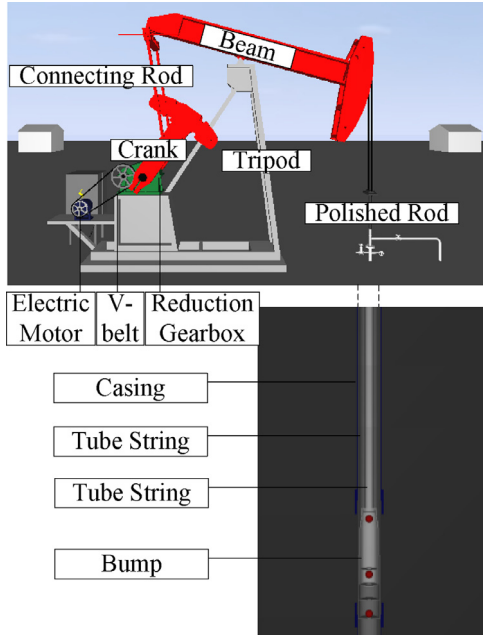 Beam
Connecting Rod
Crank
Tripod
Polished Rod
Electric
Motor
V-
belt
Reduction
Gearbox
Casing
Tube String
Tube String
Bump